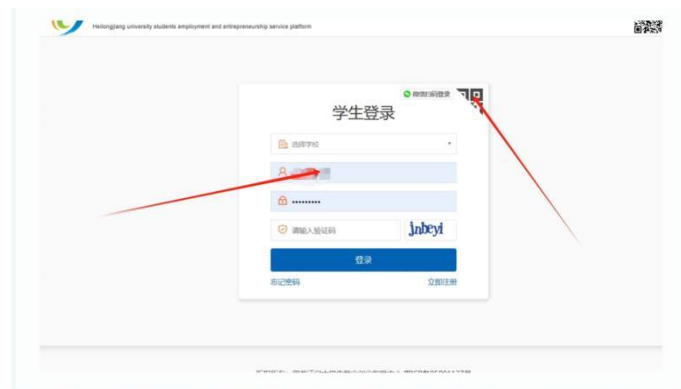 Heilongjiang university students employment and entrepreneurship service platform
微信扫码登录
学生登录
选择学校
•••••••••
请输入验证码
jnbeyi
登录
忘记密码
立即注册